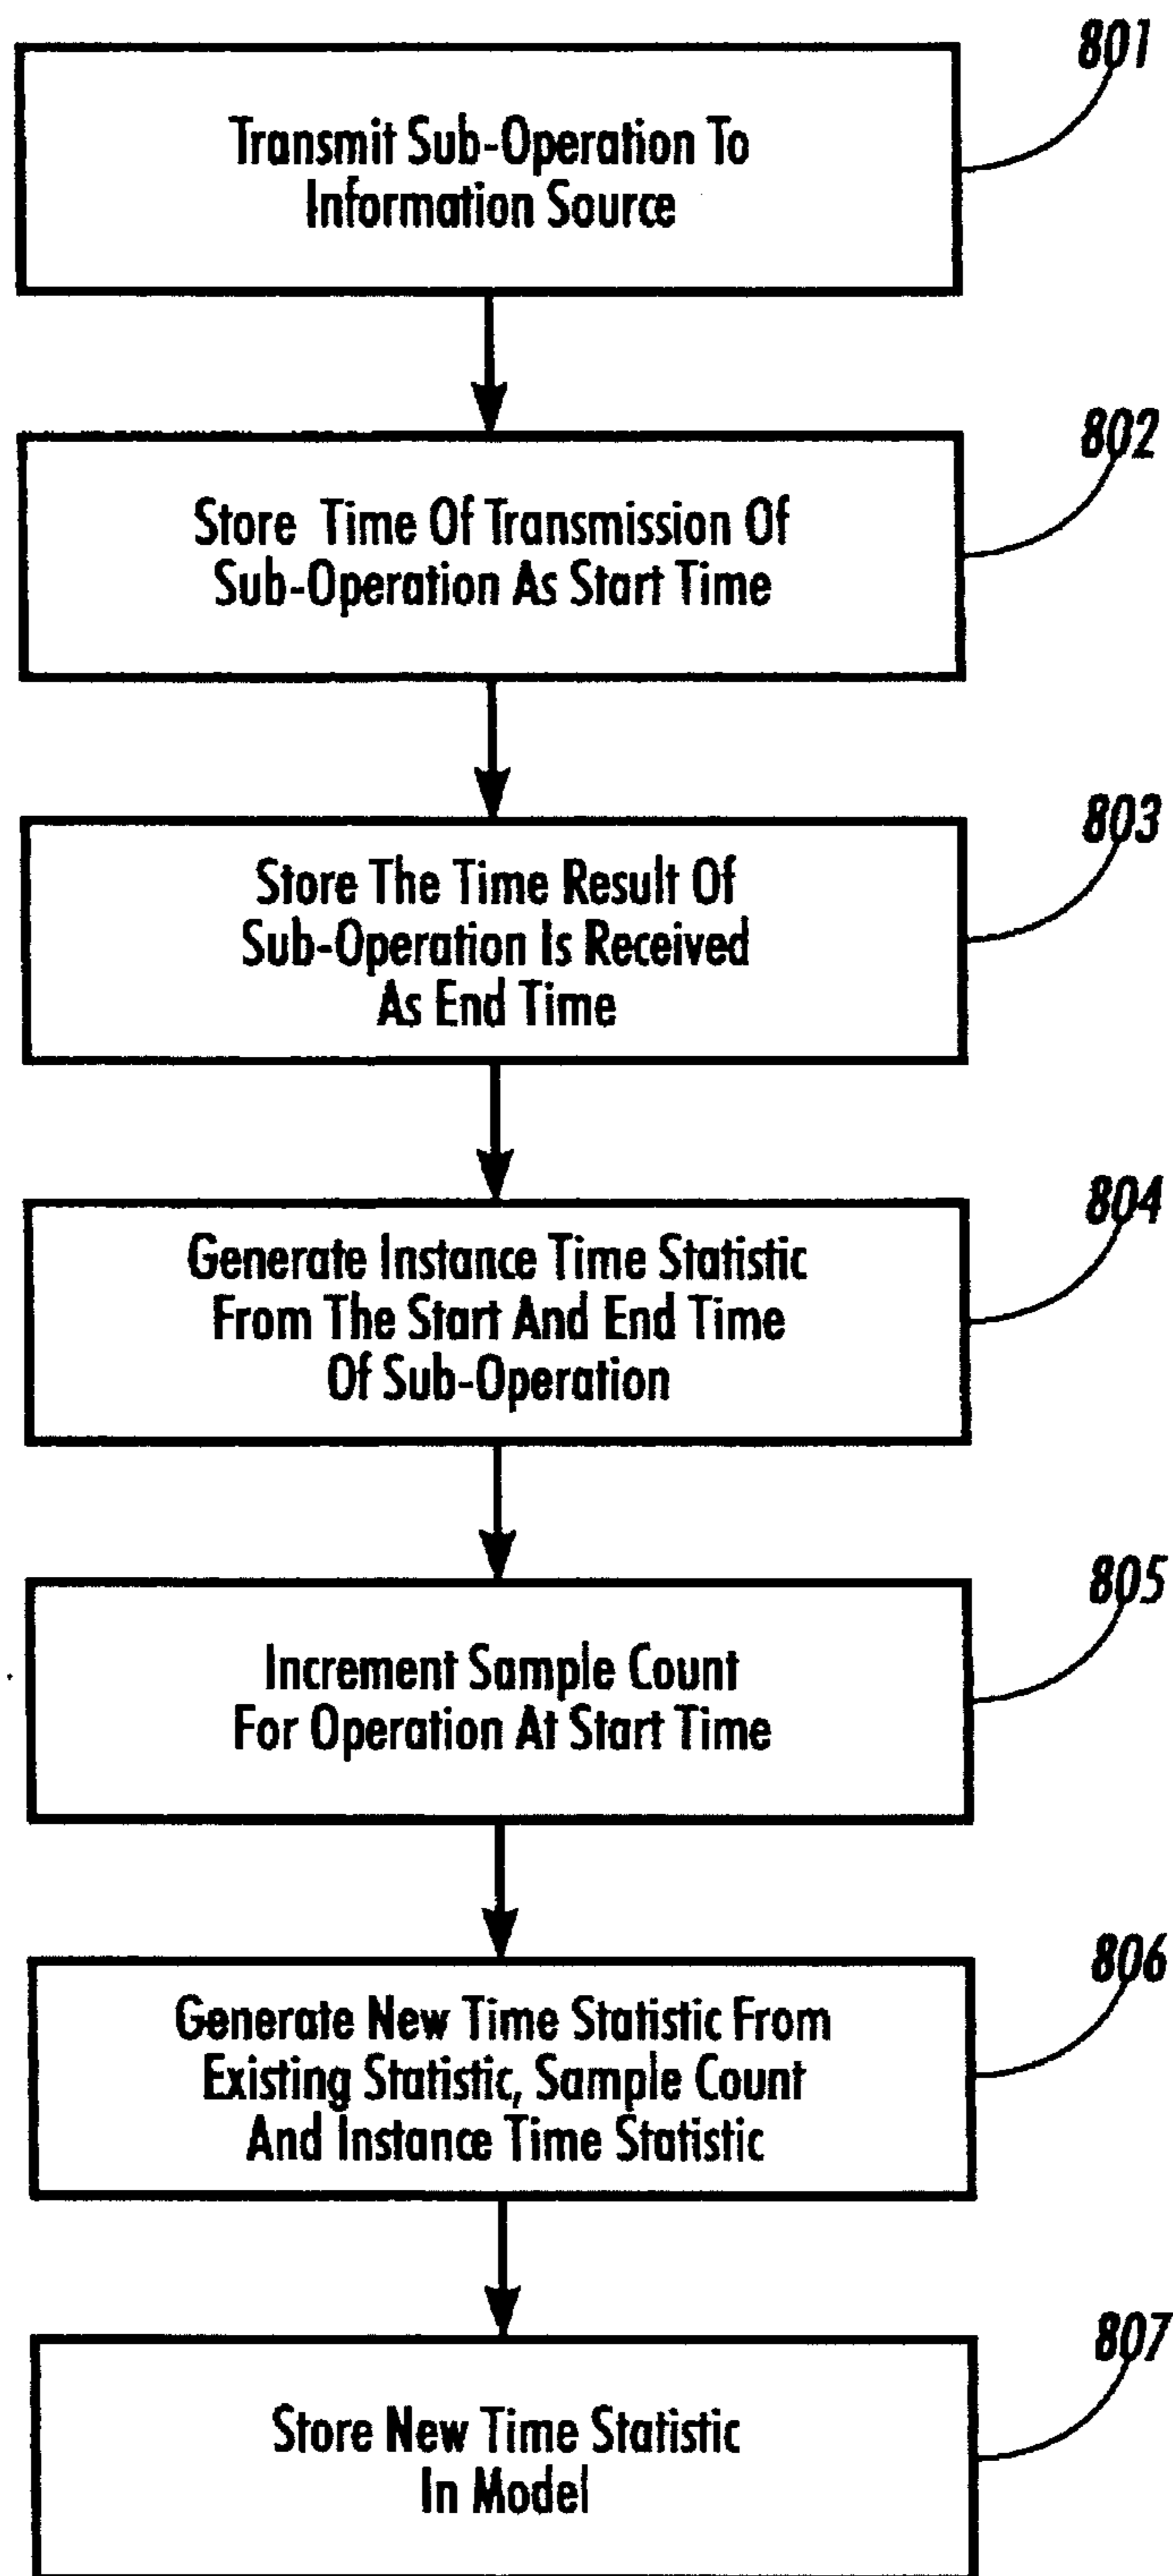 801
Transmit Sub-Operation To
Information Source
802
Store Time Of Transmission Of
Sub-Operation As Start Time
803
Store The Time Result Of
Sub-Operation Is Received
As End Time
804
Generate Instance Time Statistic
From The Start And End Time
Of Sub-Operation
805
Increment Sample Count
For Operation At Start Time
806
Generate New Time Statistic From
Existing Statistic, Sample Count
And Instance Time Statistic
807
Store New Time Statistic
In Model